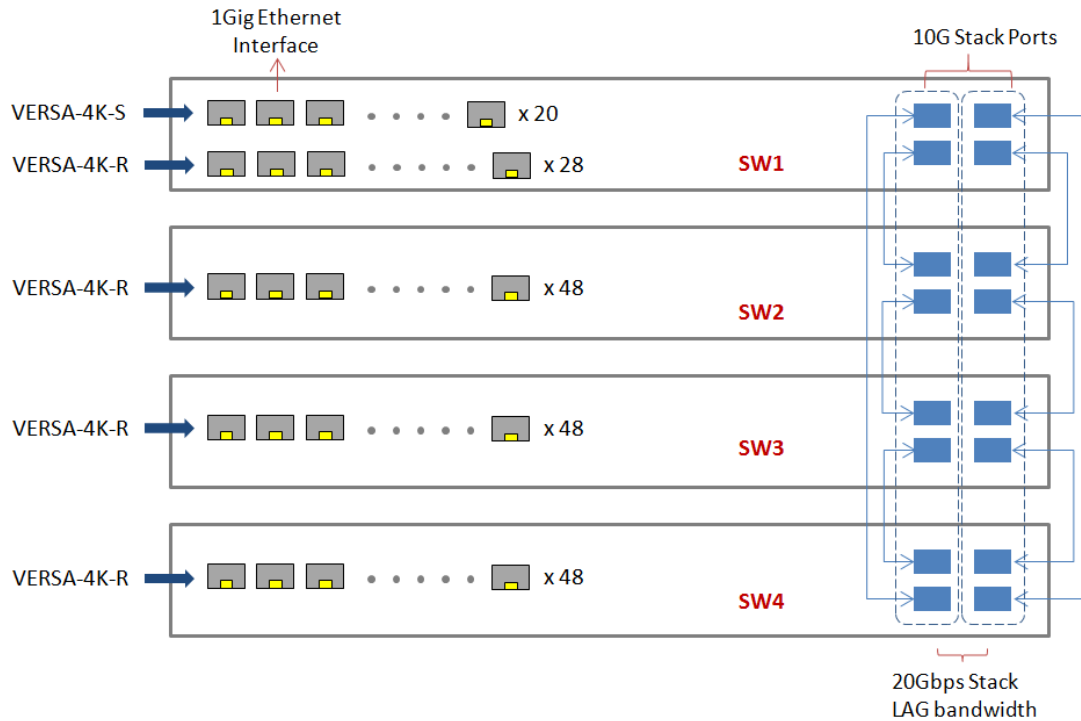 1Gig Ethernet
Interface
10G Stack Ports
VERSA-4K-S
x 20
VERSA-4K-R
x 28
SW1
VERSA-4K-R
x 48
SW2
VERSA-4K-R
x 48
SW3
VERSA-4K-R
x 48
SW4
20Gbps Stack
LAG bandwidth